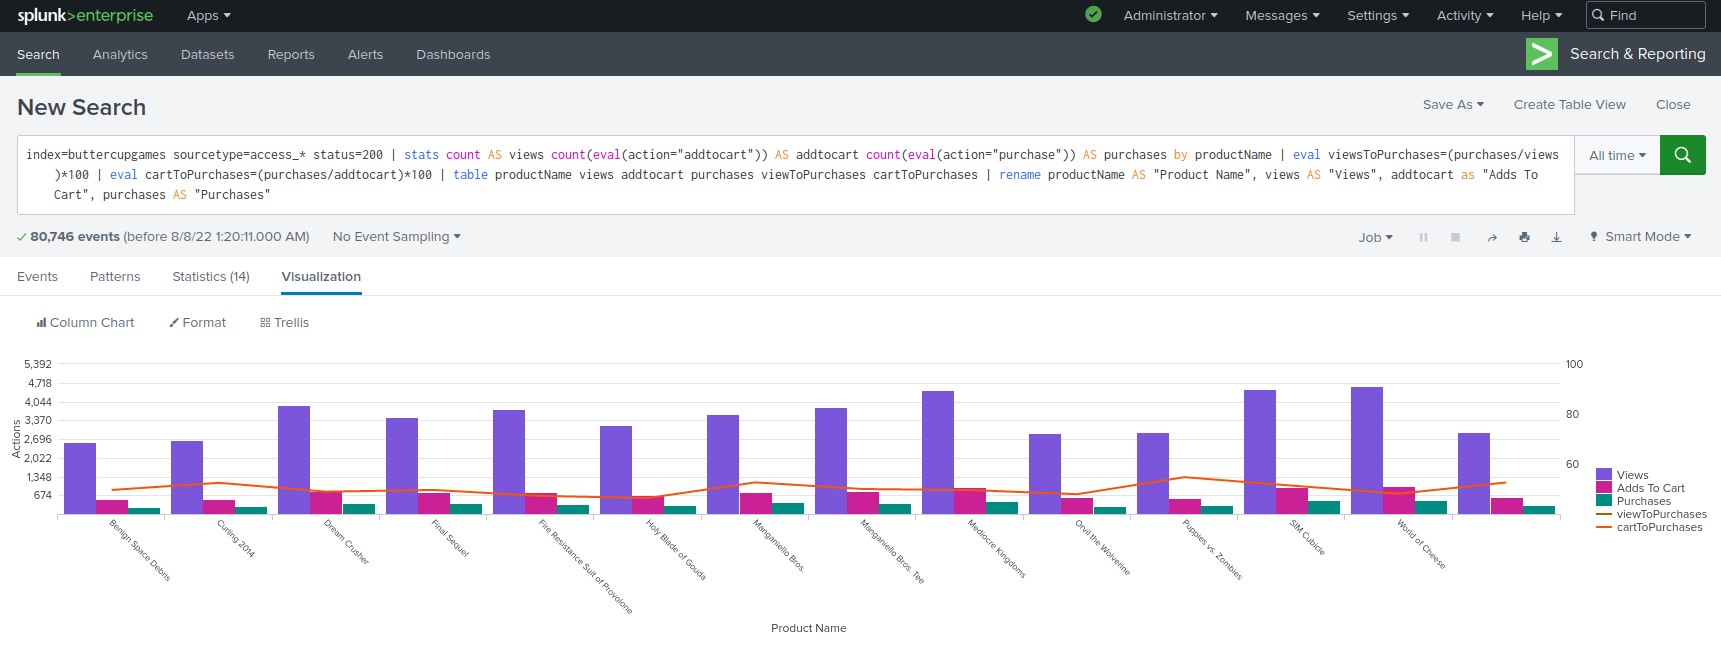 splunk>enterprise Apps Administrator Messages Settings Activity Help Find
Search Analytics Datasets Reports Alerts Dashboards Search & Reporting
New Search Save As Create Table View Close
index=buttercupgames sourcetype=access_* status=200 | stats count AS views count(eval(action="addtocart")) AS addtocart count(eval(action="purchase")) AS purchases by productName | eval viewsToPurchases=(purchases/views
)*100 | eval cartToPurchases=(purchases/addtocart)*100 | table productName views addtocart purchases viewsToPurchases cartToPurchases | rename productName AS "Product Name", views AS "Views", addtocart as "Adds To
Cart", purchases AS "Purchases"
All time
80,746 events (before 8/8/22 1:20:11.000 AM) No Event Sampling Job Smart Mode
Events Patterns Statistics (14) Visualization
Column Chart Format Trellis
Actions
5,392
4,718
4,044
3,370
2,696
2,022
1,348
674
100
80
60
Views
Adds To Cart
Purchases
viewToPurchases
cartToPurchases
Benign Space Debris
Curling 2014
Dream Crusher
Final Sequel
Fire Resistance Suit of Provolone
Holy Blade of Gouda
Manganiello Bros.
Manganiello Bros. Tee
Mediocre Kingdoms
Orvil the Wolverine
Puppies vs. Zombies
SIM Cubicle
World of Cheese
Product Name